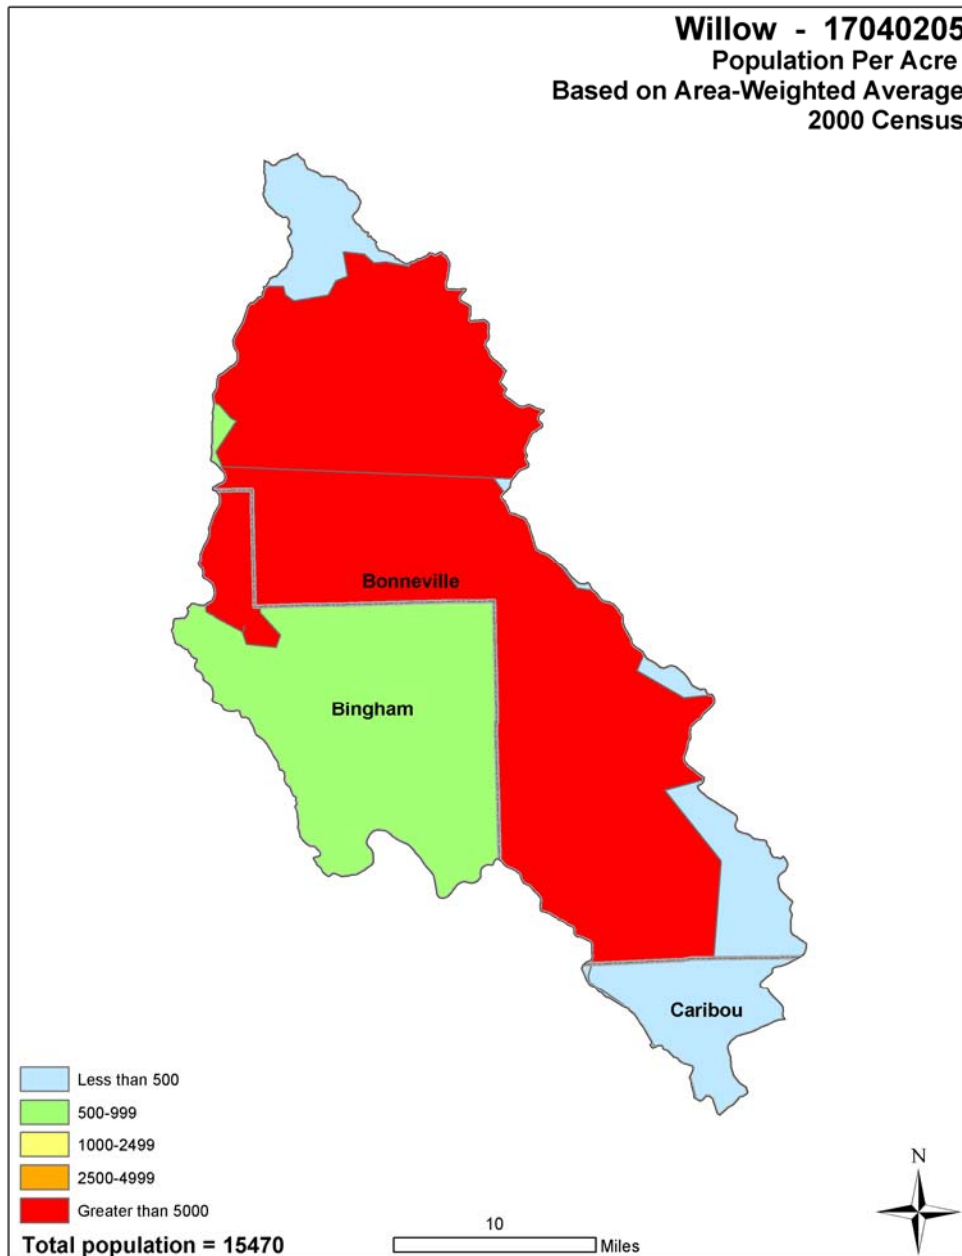 Willow - 17040205
Population Per Acre
Based on Area-Weighted Average
2000 Census
Bonneville
Bingham
Caribou
Less than 500
500-999
1000-2499
2500-4999
Greater than 5000
Total population = 15470
10
Miles
N